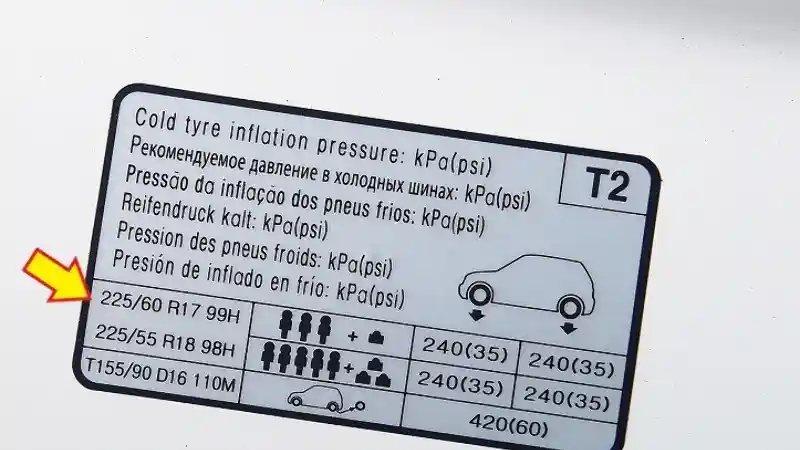 Cold tyre inflation pressure: kPa(psi)
Рекомендуемое давление в холодных шинах: kPa(psi)
Pressão da inflação dos pneus frios: kPa(psi)
Reifendruck kalt: kPa(psi)
Pression des pneus froids: kPa(psi)
Presión de inflado en frío: kPa(psi)
T2
225/60 R17 99H
225/55 R18 98H
+
240(35) 240(35)
+
240(35) 240(35)
T155/90 D16 110M
420(60)